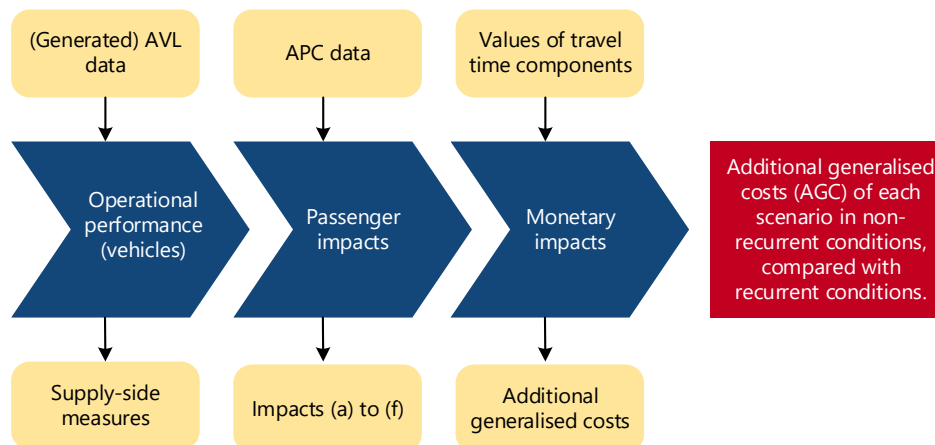 (Generated) AVL
data
APC data
Values of travel
time components
Operational
performance
(vehicles)
Passenger
impacts
Monetary
impacts
Additional generalised
costs (AGC) of each
scenario in non-
recurrent conditions,
compared with
recurrent conditions.
Supply-side
measures
Impacts (a) to (f)
Additional
generalised costs